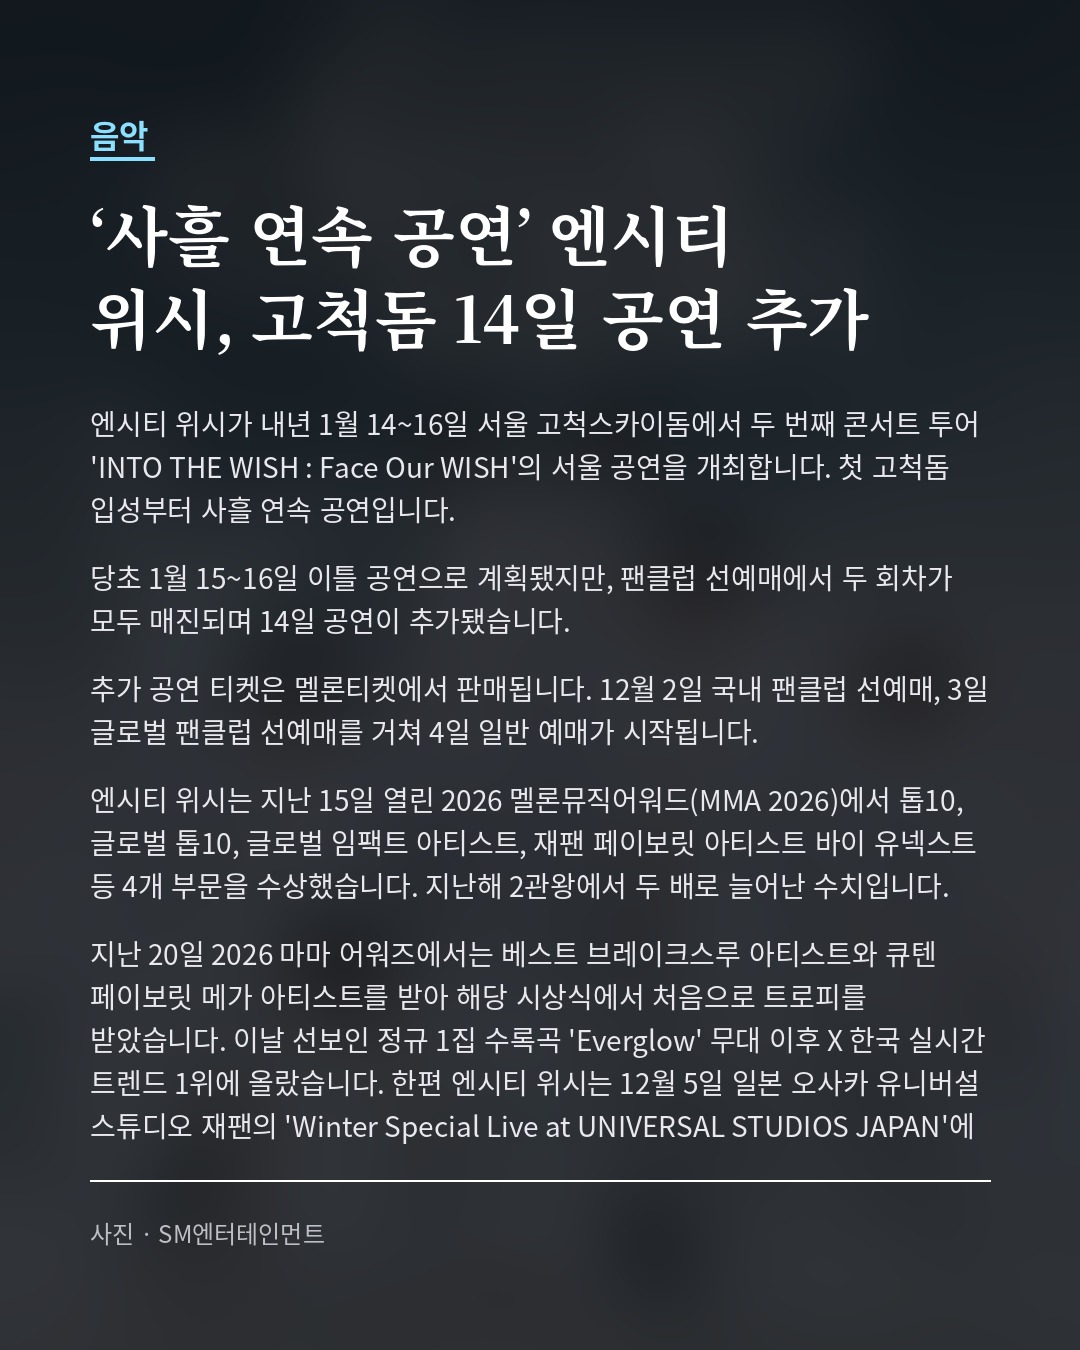 음악
‘사흘 연속 공연’ 엔시티
위시, 고척돔 14일 공연 추가
엔시티 위시가 내년 1월 14~16일 서울 고척스카이돔에서 두 번째 콘서트 투어
'INTO THE WISH : Face Our WISH'의 서울 공연을 개최합니다. 첫 고척돔
입성부터 사흘 연속 공연입니다.
당초 1월 15~16일 이틀 공연으로 계획됐지만, 팬클럽 선예매에서 두 회차가
모두 매진되며 14일 공연이 추가됐습니다.
추가 공연 티켓은 멜론티켓에서 판매됩니다. 12월 2일 국내 팬클럽 선예매, 3일
글로벌 팬클럽 선예매를 거쳐 4일 일반 예매가 시작됩니다.
엔시티 위시는 지난 15일 열린 2026 멜론뮤직어워드(MMA 2026)에서 톱10,
글로벌 톱10, 글로벌 임팩트 아티스트, 재팬 페이보릿 아티스트 바이 유넥스트
등 4개 부문을 수상했습니다. 지난해 2관왕에서 두 배로 늘어난 수치입니다.
지난 20일 2026 마마 어워즈에서는 베스트 브레이크스루 아티스트와 큐텐
페이보릿 메가 아티스트를 받아 해당 시상식에서 처음으로 트로피를
받았습니다. 이날 선보인 정규 1집 수록곡 'Everglow' 무대 이후 X 한국 실시간
트렌드 1위에 올랐습니다. 한편 엔시티 위시는 12월 5일 일본 오사카 유니버설
스튜디오 재팬의 'Winter Special Live at UNIVERSAL STUDIOS JAPAN'에
사진 · SM엔터테인먼트